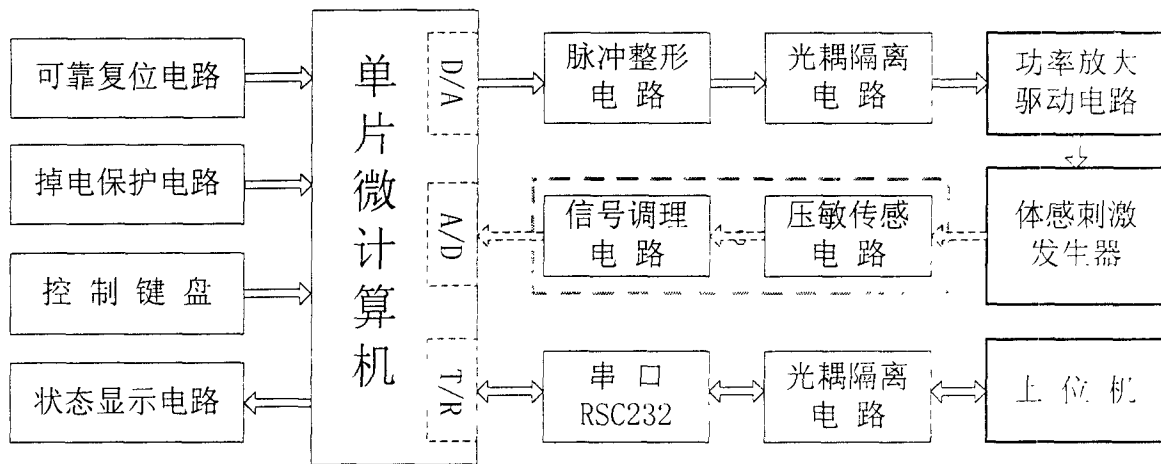 可靠复位电路
掉电保护电路
控 制 键 盘
状态显示电路
单片微计算机
D/A
A/D
T/R
脉冲整形
电 路
光耦隔离
电 路
功率放大
驱动电路
信号调理
电 路
压敏传感
电 路
体感刺激
发生器
串 口
RSC232
光耦隔离
电 路
上 位 机